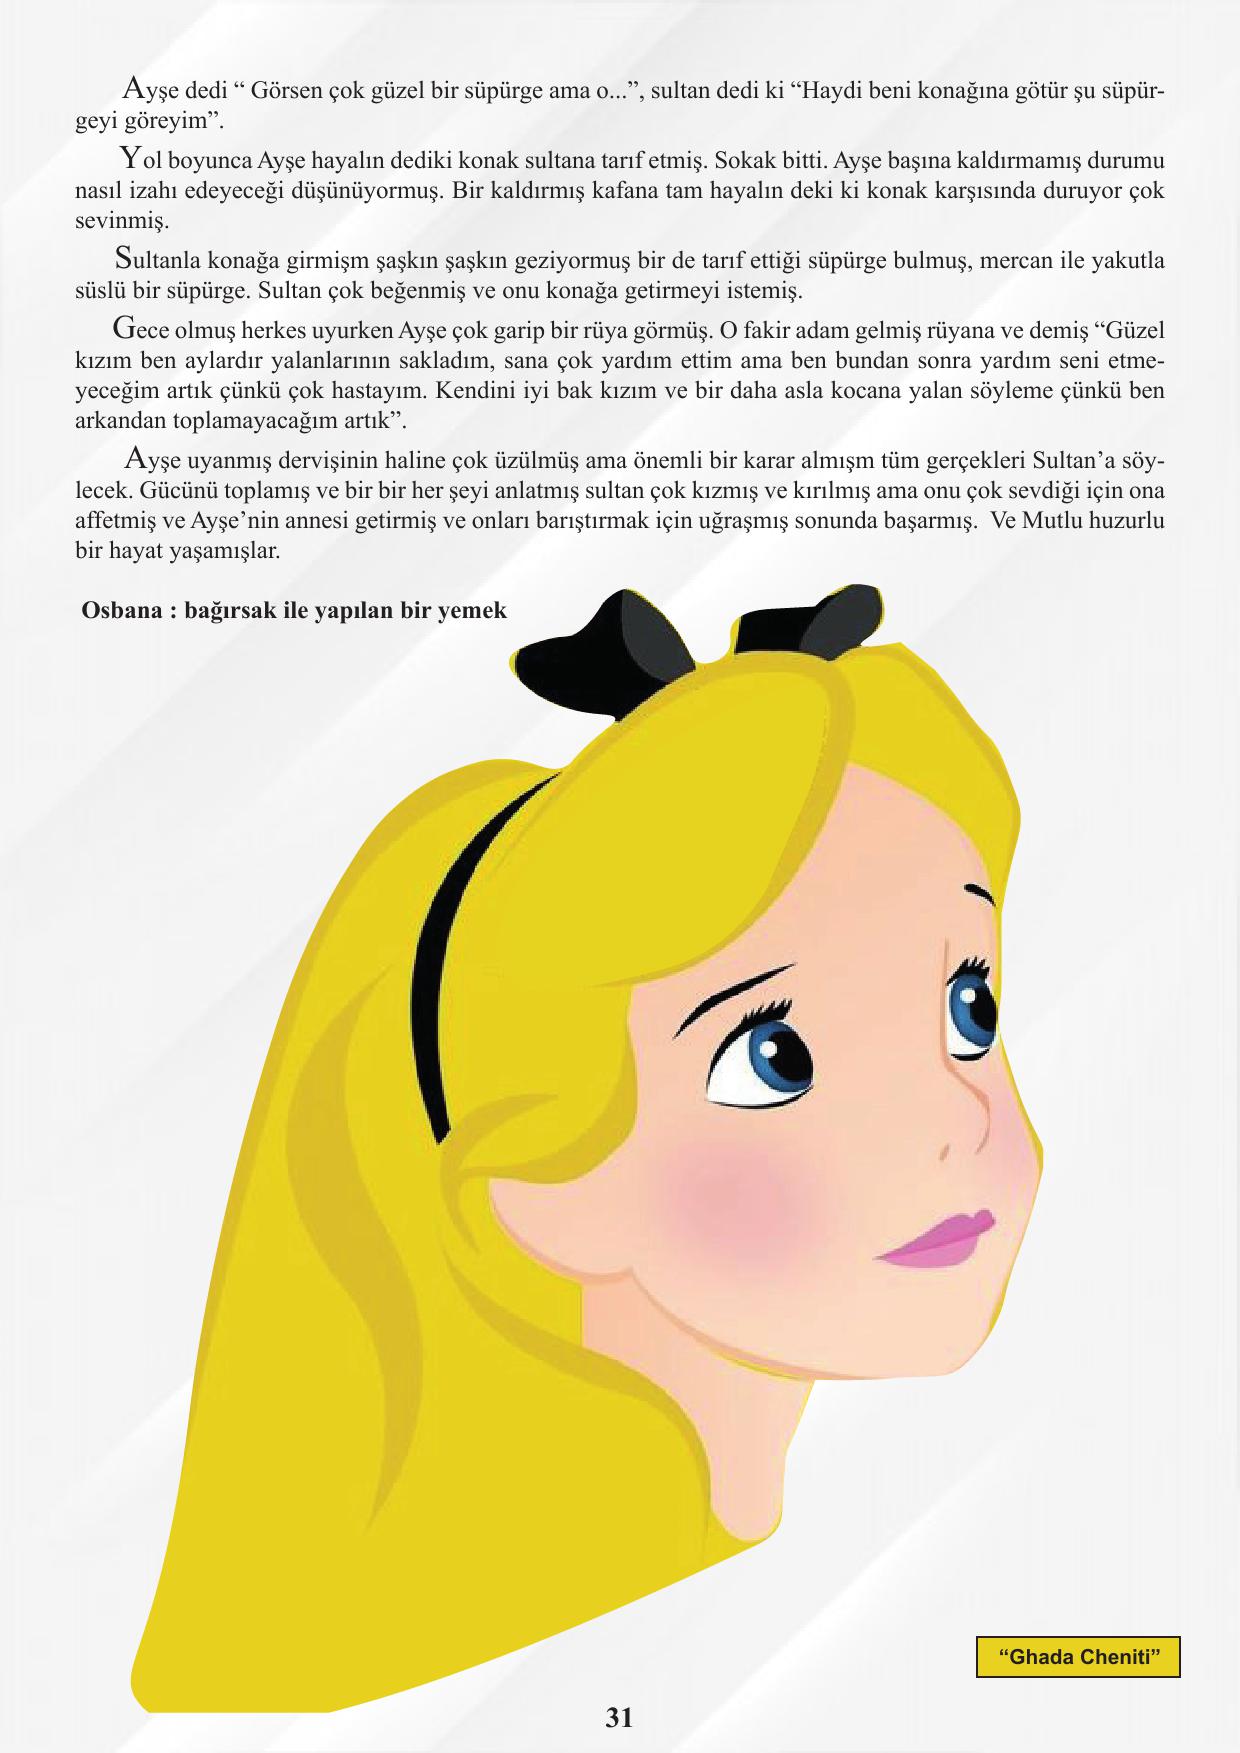 Ayşe dedi “ Görsen çok güzel bir süpürge ama o...”, sultan dedi ki “Haydi beni konağına götür şu süpür-
geyi göreyim”.
Yol boyunca Ayşe hayalın dediki konak sultana tarıf etmiş. Sokak bitti. Ayşe başına kaldırmamış durumu
nasıl izahı edeyeceği düşünüyormuş. Bir kaldırmış kafana tam hayalın deki ki konak karşısında duruyor çok
sevinmiş.
Sultanla konağa girmişm şaşkın şaşkın geziyormuş bir de tarıf ettiği süpürge bulmuş, mercan ile yakutla
süslü bir süpürge. Sultan çok beğenmiş ve onu konağa getirmeyi istemiş.
Gece olmuş herkes uyurken Ayşe çok garip bir rüya görmüş. O fakir adam gelmiş rüyana ve demiş “Güzel
kızım ben aylardır yalanlarının sakladım, sana çok yardım ettim ama ben bundan sonra yardım seni etme-
yeceğim artık çünkü çok hastayım. Kendini iyi bak kızım ve bir daha asla kocana yalan söyleme çünkü ben
arkandan toplamayacağım artık”.
Ayşe uyanmış dervişinin haline çok üzülmüş ama önemli bir karar almışm tüm gerçekleri Sultan’a söy-
lecek. Gücünü toplamış ve bir bir her şeyi anlatmış sultan çok kızmış ve kırılmış ama onu çok sevdiği için ona
affetmiş ve Ayşe’nin annesi getirmiş ve onları barıştırmak için uğraşmış sonunda başarmış.  Ve Mutlu huzurlu
bir hayat yaşamışlar.
Osbana : bağırsak ile yapılan bir yemek
“Ghada Cheniti”
31